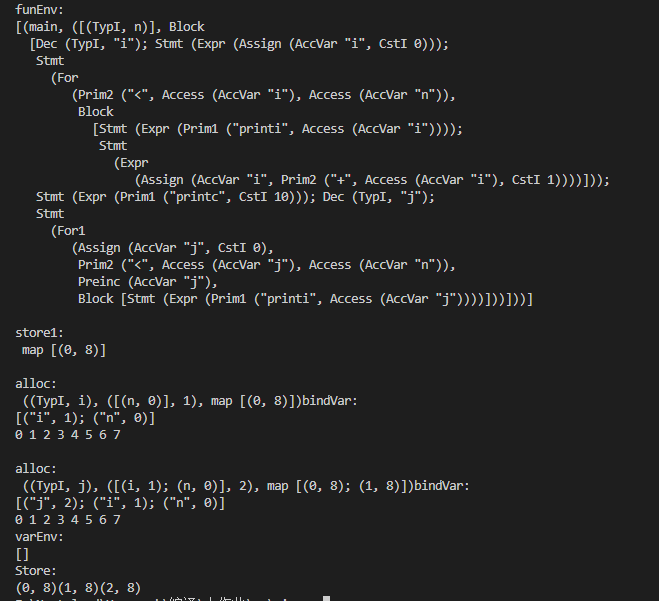 funEnv:
[(main, ([(TypI, n)], Block
[Dec (TypI, "i"); Stmt (Expr (Assign (AccVar "i", CstI 0)));
Stmt
(For
(Prim2 ("<", Access (AccVar "i"), Access (AccVar "n")),
Block
[Stmt (Expr (Prim1 ("printi", Access (AccVar "i"))));
Stmt
(Expr
(Assign (AccVar "i", Prim2 ("+", Access (AccVar "i"), CstI 1))))]));
Stmt (Expr (Prim1 ("printc", CstI 10))); Dec (TypI, "j");
Stmt
(For1
(Assign (AccVar "j", CstI 0),
Prim2 ("<", Access (AccVar "j"), Access (AccVar "n")),
Preinc (AccVar "j"),
Block [Stmt (Expr (Prim1 ("printi", Access (AccVar "j"))))]))]))]
store1:
map [(0, 8)]
alloc:
((TypI, i), ([(n, 0)], 1), map [(0, 8)])bindVar:
[("i", 1); ("n", 0)]
0 1 2 3 4 5 6 7
alloc:
((TypI, j), ([(i, 1); (n, 0)], 2), map [(0, 8); (1, 8)])bindVar:
[("j", 2); ("i", 1); ("n", 0)]
0 1 2 3 4 5 6 7
varEnv:
[]
Store:
(0, 8)(1, 8)(2, 8)